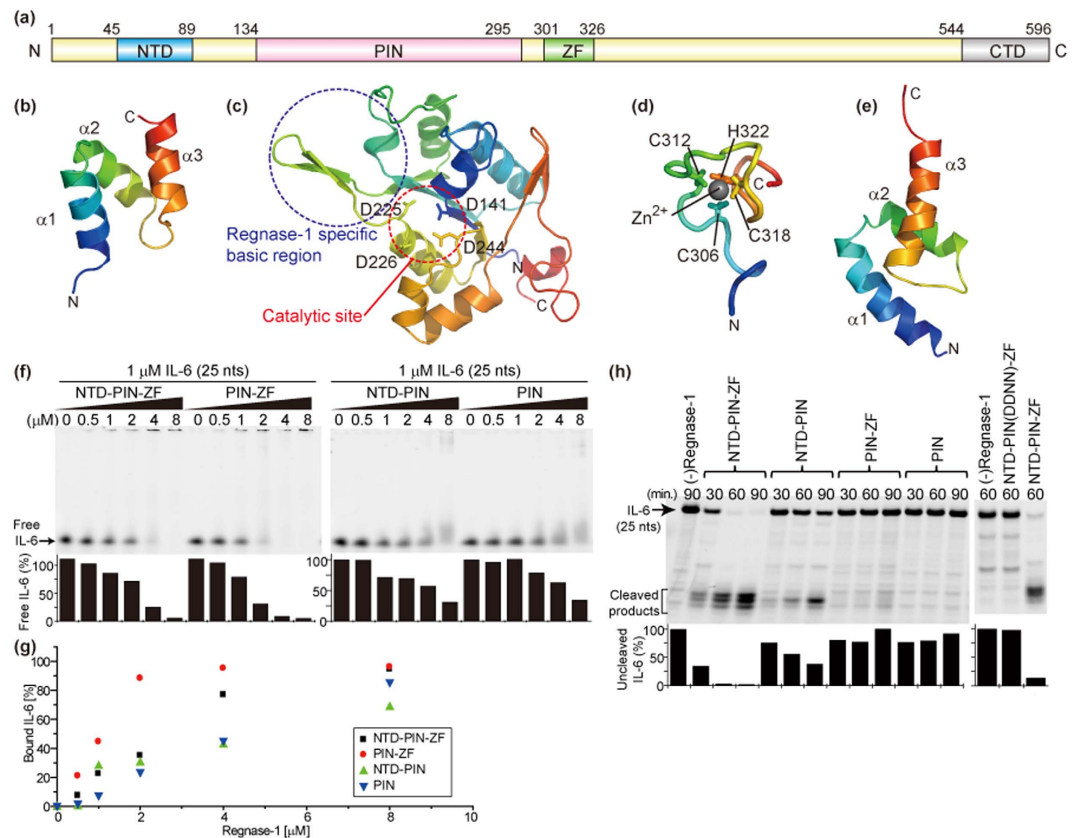 (a)
1 45 89 134 295 301 326 544 596
N NTD PIN ZF CTD C
(b)
α1
α2
α3
N
C
(c)
D225
D141
D226
D244
Regnase-1 specific
basic region
Catalytic site
N
C
(d)
C312
H322
Zn2+
C318
C306
C
N
(e)
C
α3
α2
α1
N
(f)
1 μM IL-6 (25 nts) 1 μM IL-6 (25 nts)
NTD-PIN-ZF PIN-ZF NTD-PIN PIN
(μM) 0 0.5 1 2 4 8 0 0.5 1 2 4 8 0 0.5 1 2 4 8 0 0.5 1 2 4 8
Free
IL-6
Free IL-6 (%)
100
50
0
100
50
0
(g)
Bound IL-6 [%]
100
80
60
40
20
0
0 2 4 6 8 10
Regnase-1 [μM]
NTD-PIN-ZF
PIN-ZF
NTD-PIN
PIN
(h)
(-)Regnase-1
NTD-PIN-ZF
NTD-PIN
PIN-ZF
PIN
(-)Regnase-1
NTD-PIN(DDNN)-ZF
NTD-PIN-ZF
(min.) 90 30 60 90 30 60 90 30 60 90 30 60 90 60 60 60
IL-6
(25 nts)
Cleaved
products
Uncleaved
IL-6 (%)
100
50
0
100
50
0